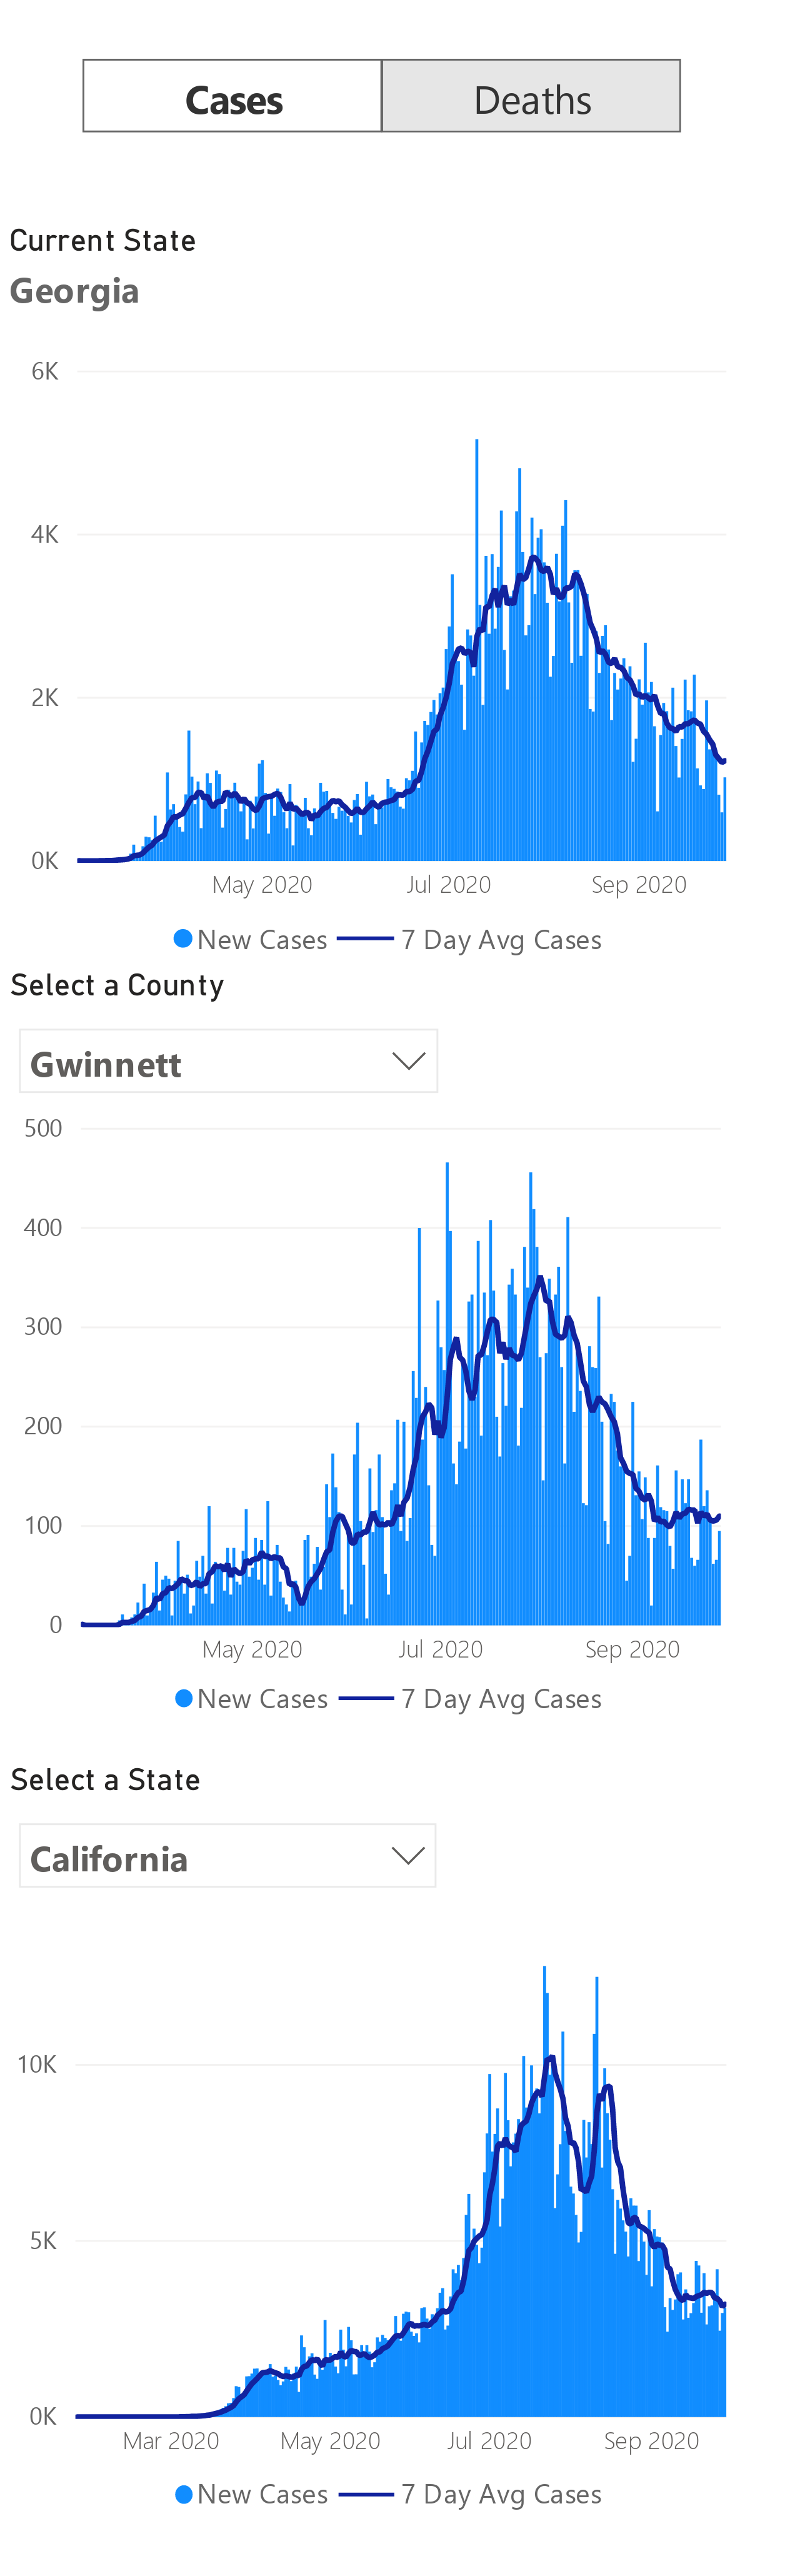 Cases Deaths
Current State
Georgia
6K
4K
2K
0K
May 2020 Jul 2020 Sep 2020
New Cases 7 Day Avg Cases
Select a County
Gwinnett
500
400
300
200
100
0
May 2020 Jul 2020 Sep 2020
New Cases 7 Day Avg Cases
Select a State
California
10K
5K
0K
Mar 2020 May 2020 Jul 2020 Sep 2020
New Cases 7 Day Avg Cases